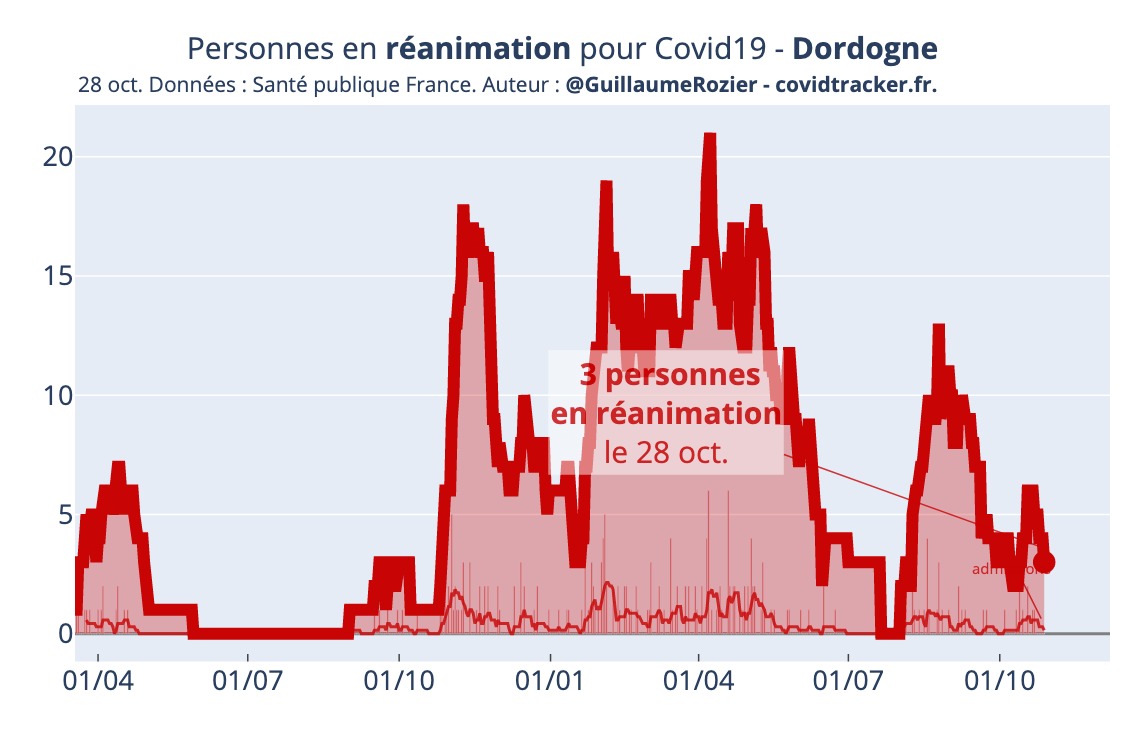 Personnes en réanimation pour Covid19 - Dordogne
28 oct. Données : Santé publique France. Auteur : @GuillaumeRozier - covidtracker.fr.
20
15
10
5
0
3 personnes
en réanimation
le 28 oct.
01/04
01/07
01/10
01/01
01/04
01/07
01/10